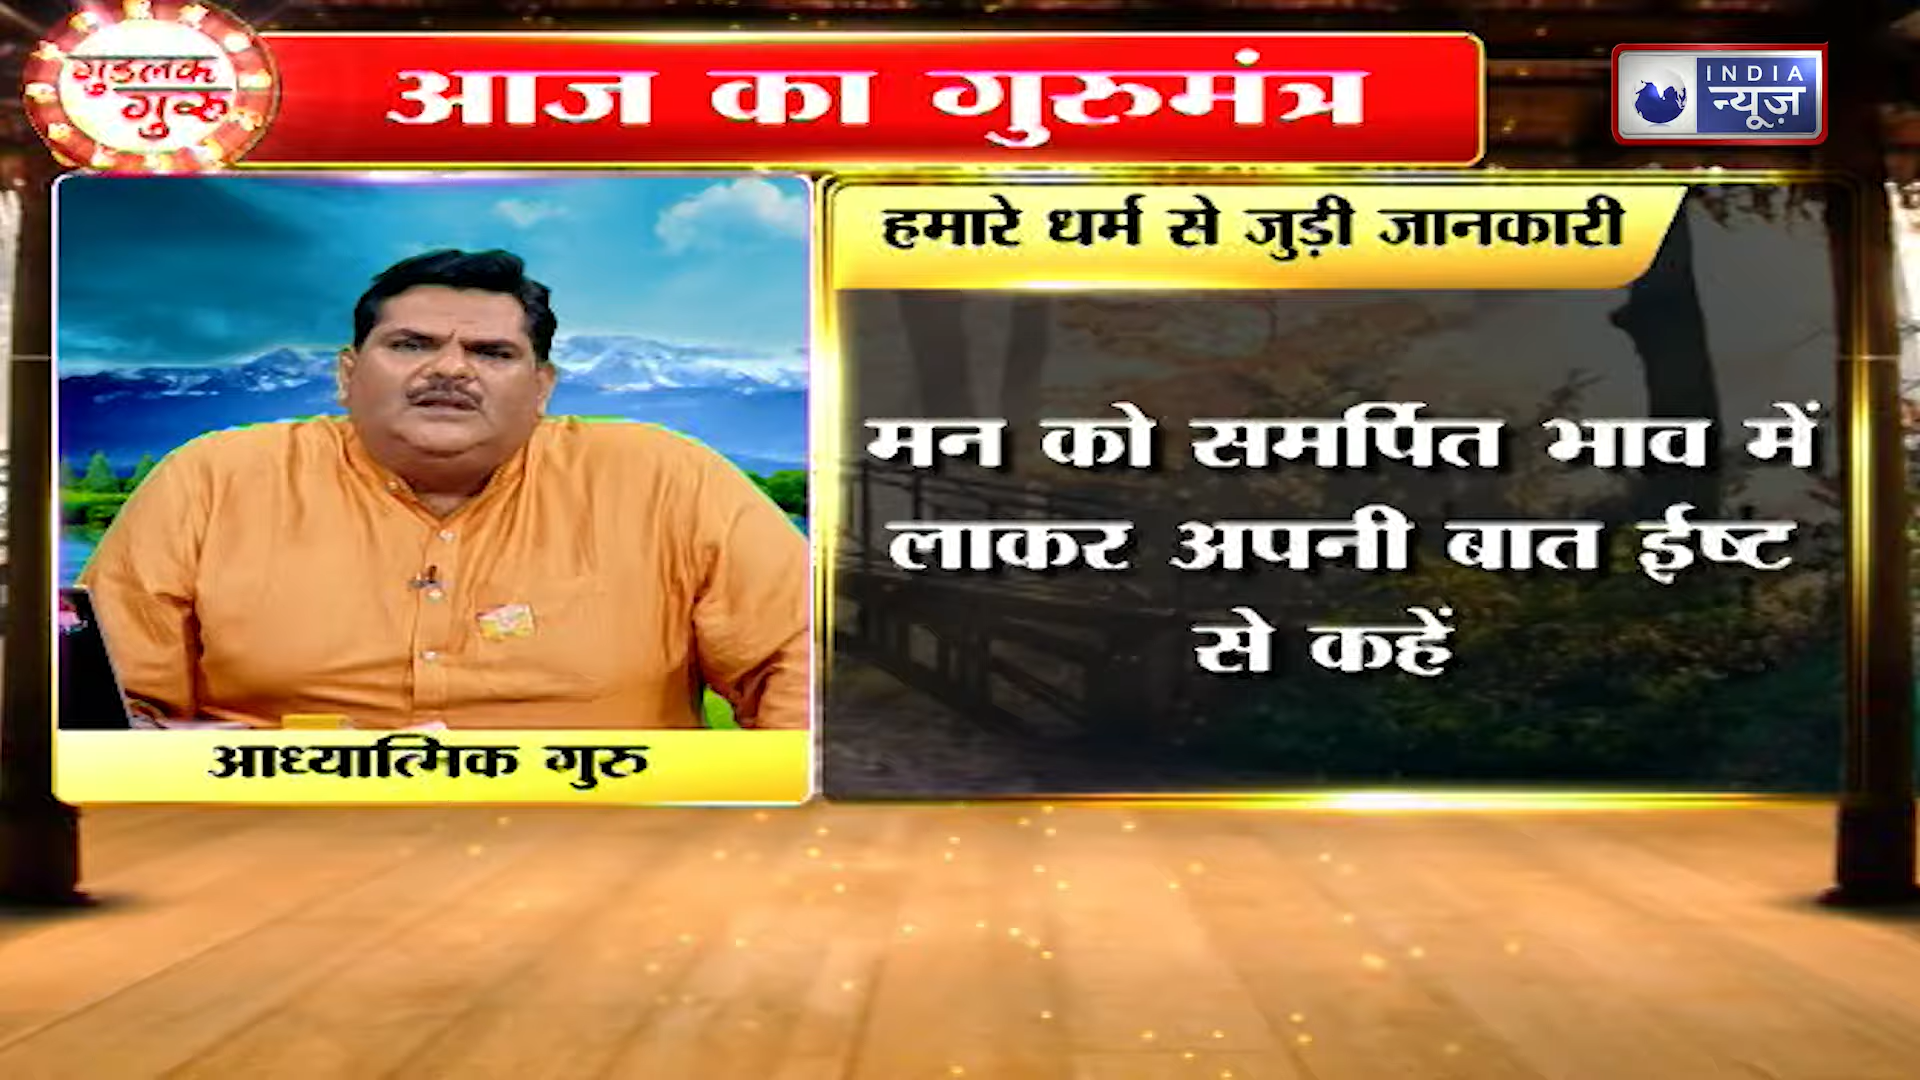 गुडलक
गुरु
आज का गुरुमंत्र
INDIA
न्यूज़
हमारे धर्म से जुड़ी जानकारी
मन को समर्पित भाव में
लाकर अपनी बात ईष्ट
से कहें
आध्यात्मिक गुरु